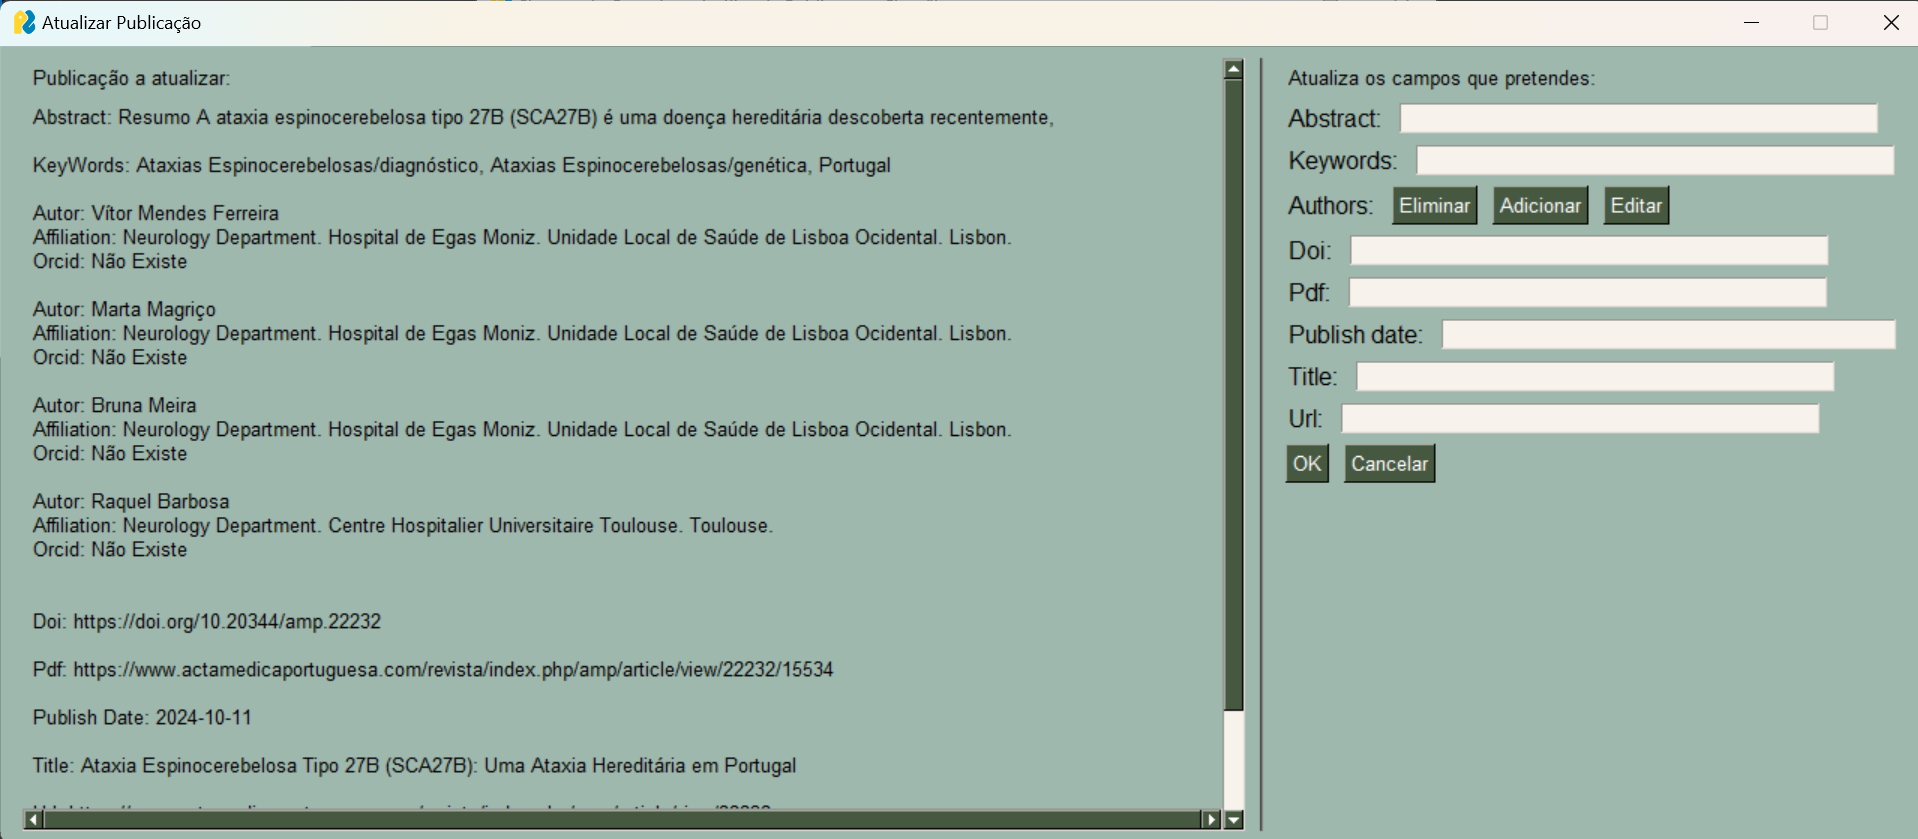 Atualizar Publicação
Publicação a atualizar:
Abstract: Resumo A ataxia espinocerebelosa tipo 27B (SCA27B) é uma doença hereditária descoberta recentemente,
KeyWords: Ataxias Espinocerebelosas/diagnóstico, Ataxias Espinocerebelosas/genética, Portugal
Autor: Vítor Mendes Ferreira
Affiliation: Neurology Department. Hospital de Egas Moniz. Unidade Local de Saúde de Lisboa Ocidental. Lisbon.
Orcid: Não Existe
Autor: Marta Magriço
Affiliation: Neurology Department. Hospital de Egas Moniz. Unidade Local de Saúde de Lisboa Ocidental. Lisbon.
Orcid: Não Existe
Autor: Bruna Meira
Affiliation: Neurology Department. Hospital de Egas Moniz. Unidade Local de Saúde de Lisboa Ocidental. Lisbon.
Orcid: Não Existe
Autor: Raquel Barbosa
Affiliation: Neurology Department. Centre Hospitalier Universitaire Toulouse. Toulouse.
Orcid: Não Existe
Doi: https://doi.org/10.20344/amp.22232
Pdf: https://www.actamedicaportuguesa.com/revista/index.php/amp/article/view/22232/15534
Publish Date: 2024-10-11
Title: Ataxia Espinocerebelosa Tipo 27B (SCA27B): Uma Ataxia Hereditária em Portugal
Atualiza os campos que pretendes:
Abstract:
Keywords:
Authors: Eliminar Adicionar Editar
Doi:
Pdf:
Publish date:
Title:
Url:
OK Cancelar